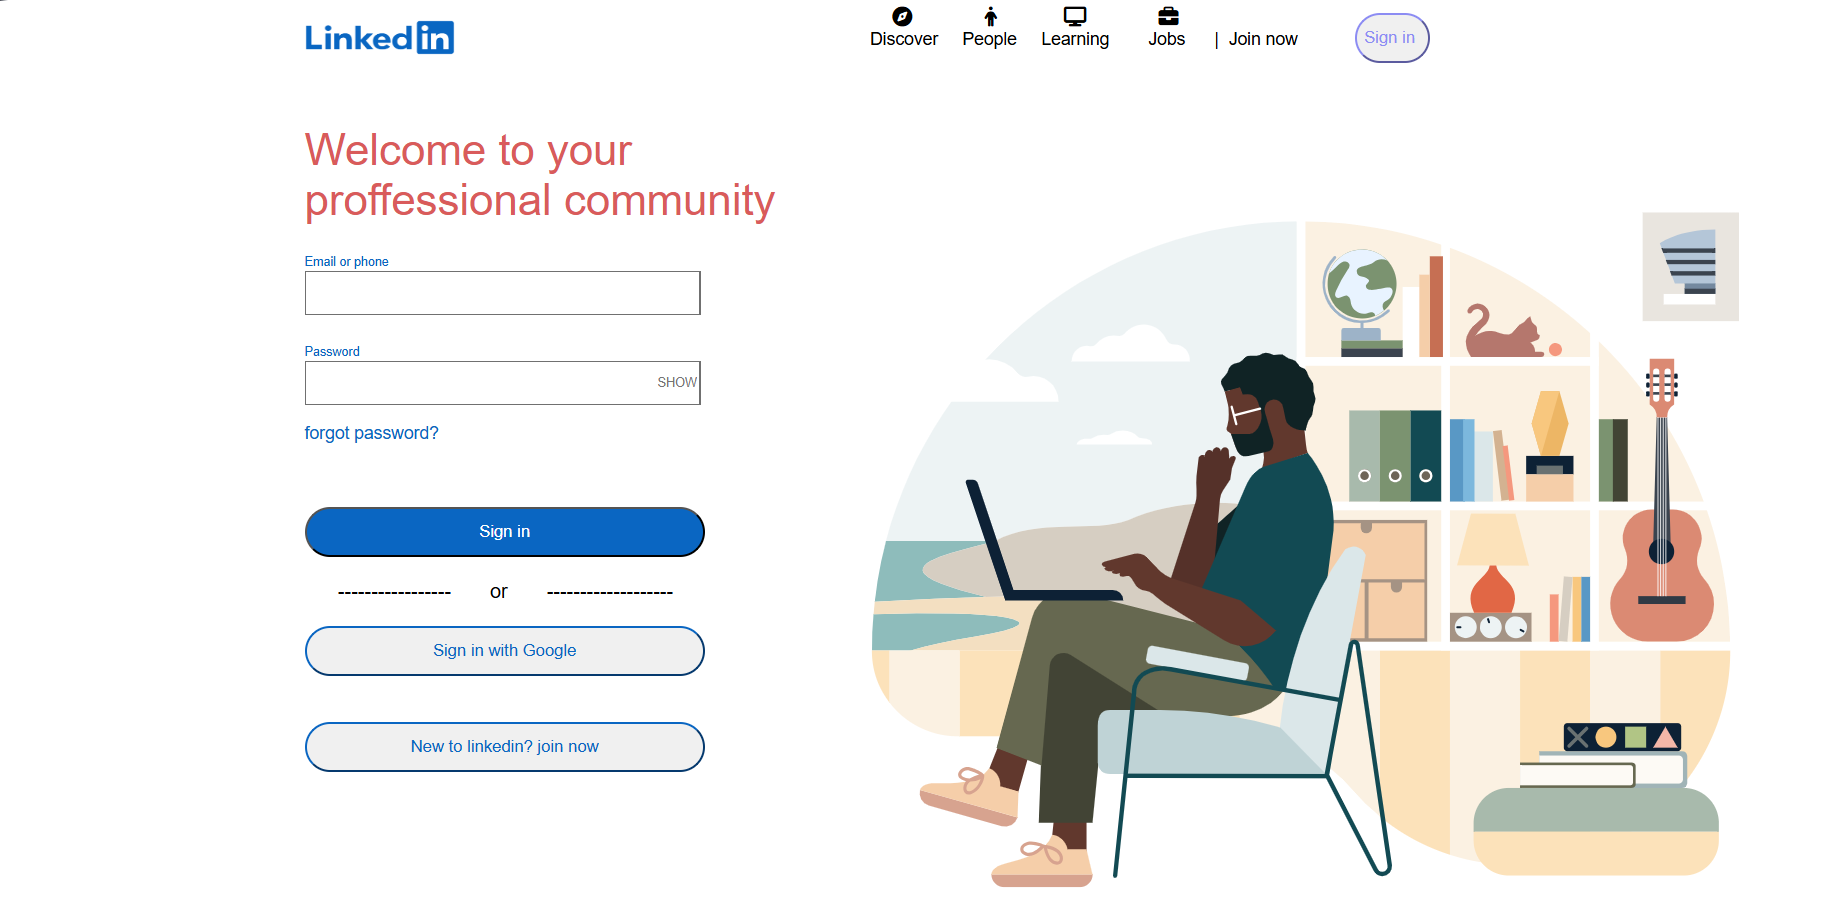 Linkedin
Discover
People
Learning
Jobs
| Join now
Sign in
Welcome to your
proffessional community
Email or phone
Password
SHOW
forgot password?
Sign in
----------------- or -------------------
Sign in with Google
New to linkedin? join now